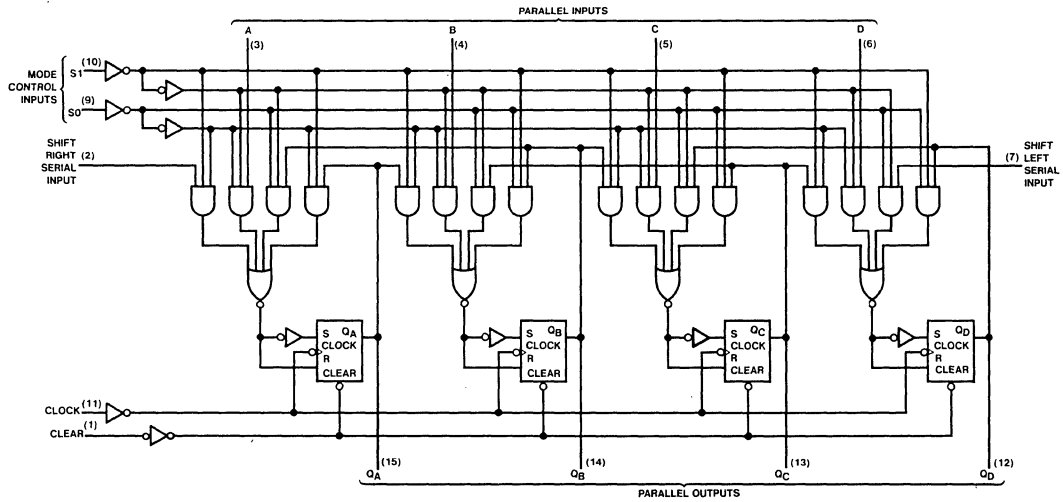 PARALLEL INPUTS
A B C D
(3) (4) (5) (6)
MODE
CONTROL
INPUTS
S1 (10)
S0 (9)
SHIFT
RIGHT (2)
SERIAL
INPUT
SHIFT
(7) LEFT
SERIAL
INPUT
S QA
CLOCK
R
CLEAR
S QB
CLOCK
R
CLEAR
S QC
CLOCK
R
CLEAR
S QD
CLOCK
R
CLEAR
CLOCK (11)
CLEAR (1)
(15) (14) (13) (12)
QA QB QC QD
PARALLEL OUTPUTS